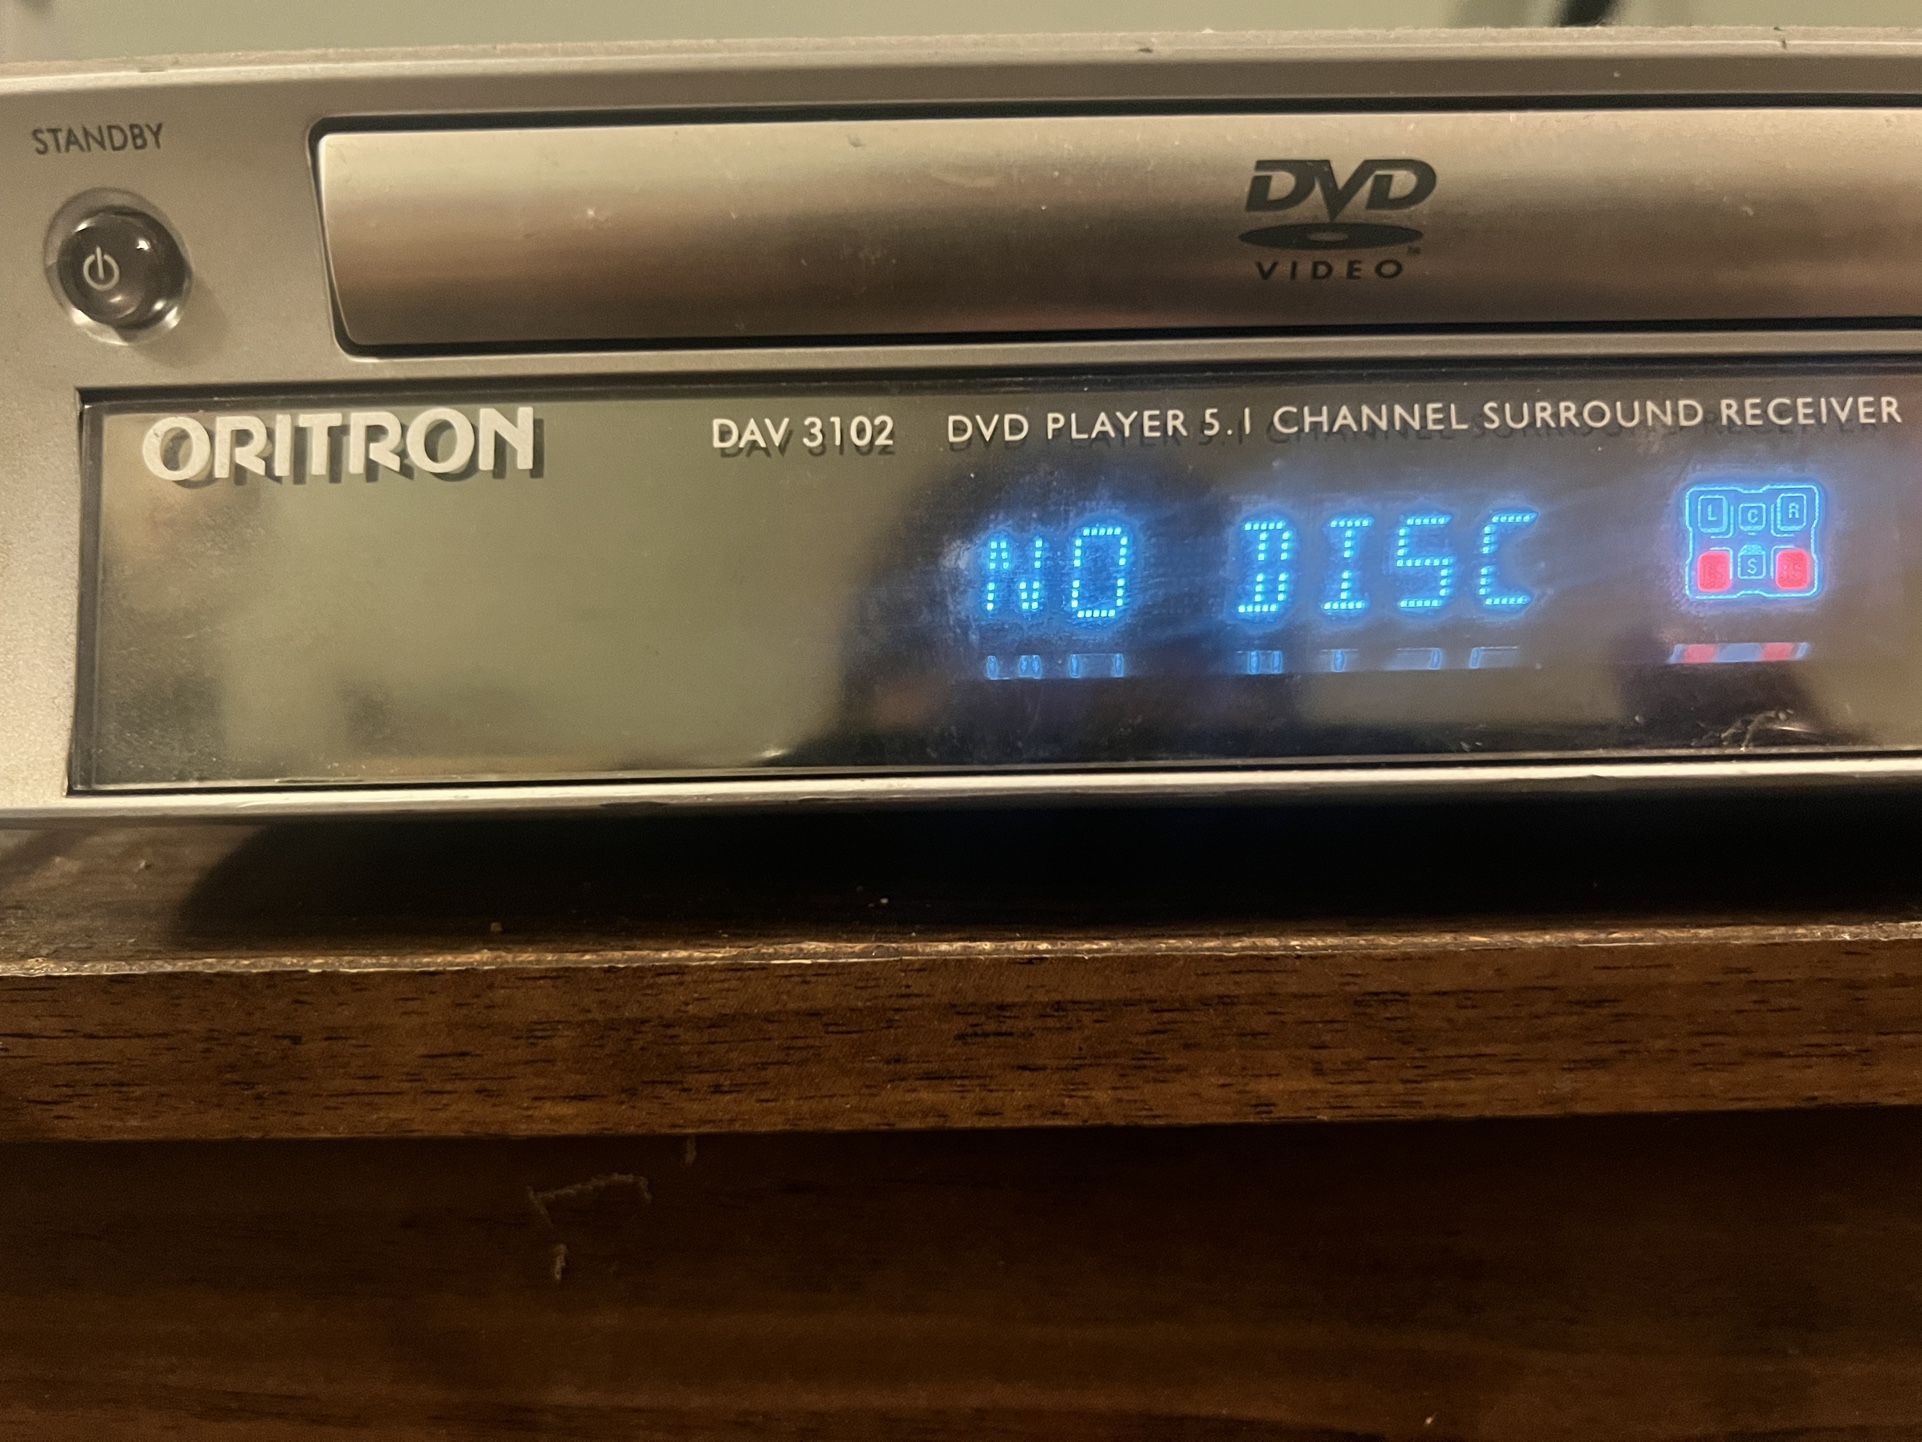 STANDBY
DVD
VIDEO
ORITRON DAV 3102 DVD PLAYER 5.1 CHANNEL SURROUND RECEIVER
NO DISC
L C R
S